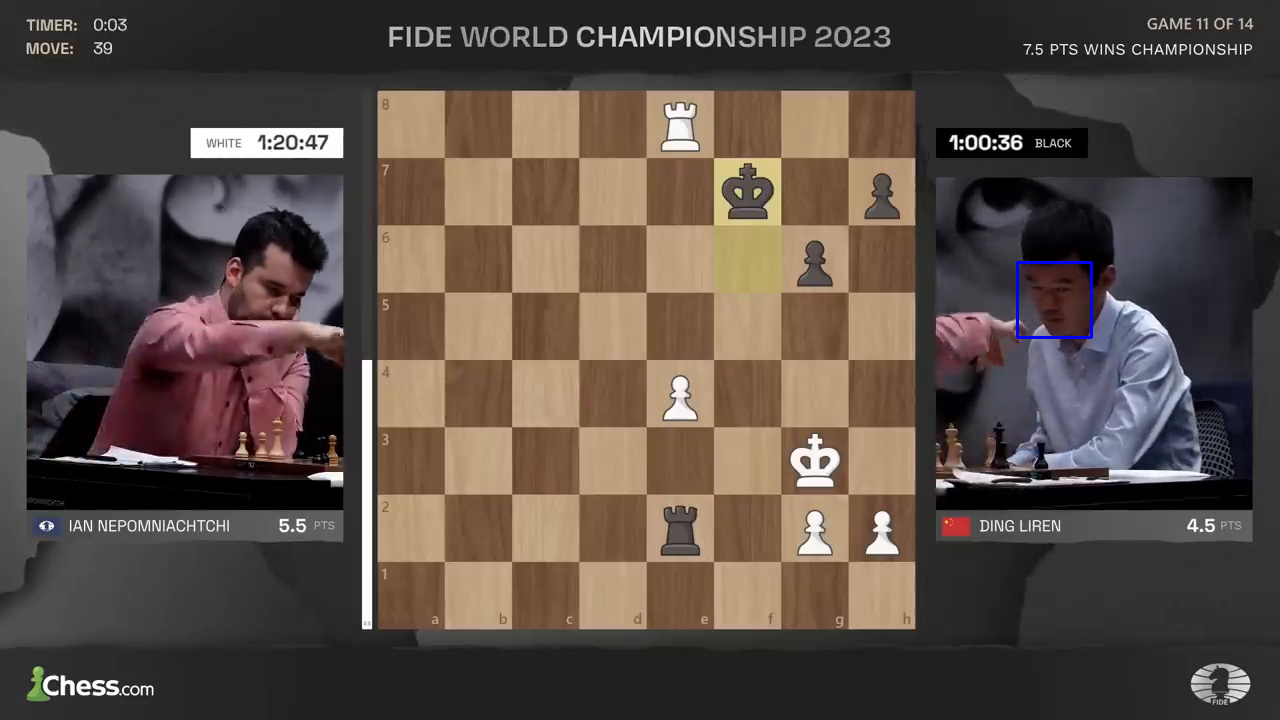 TIMER: 0:03
MOVE: 39
FIDE WORLD CHAMPIONSHIP 2023
GAME 11 OF 14
7.5 PTS WINS CHAMPIONSHIP
WHITE 1:20:47
1:00:36 BLACK
8
7
6
5
4
3
2
1
a b c d e f g h
IAN NEPOMNIACHTCHI 5.5 PTS
DING LIREN 4.5 PTS
Chess.com
FIDE